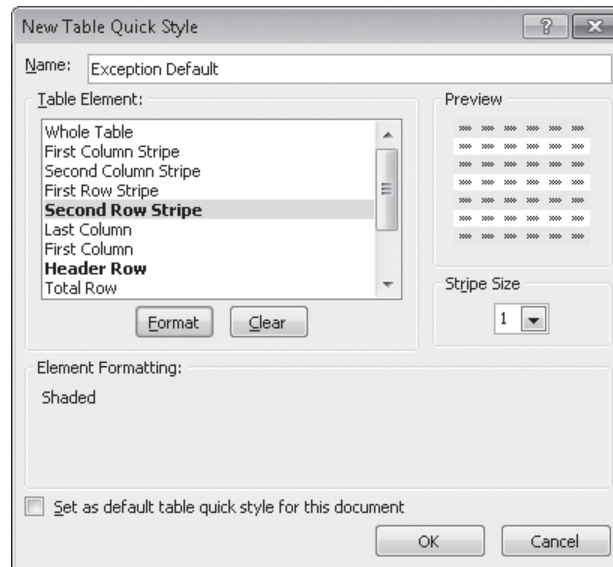 New Table Quick Style
Name: Exception Default
Table Element:
Whole Table
First Column Stripe
Second Column Stripe
First Row Stripe
Second Row Stripe
Last Column
First Column
Header Row
Total Row
Format Clear
Preview
Stripe Size
1
Element Formatting:
Shaded
Set as default table quick style for this document
OK Cancel